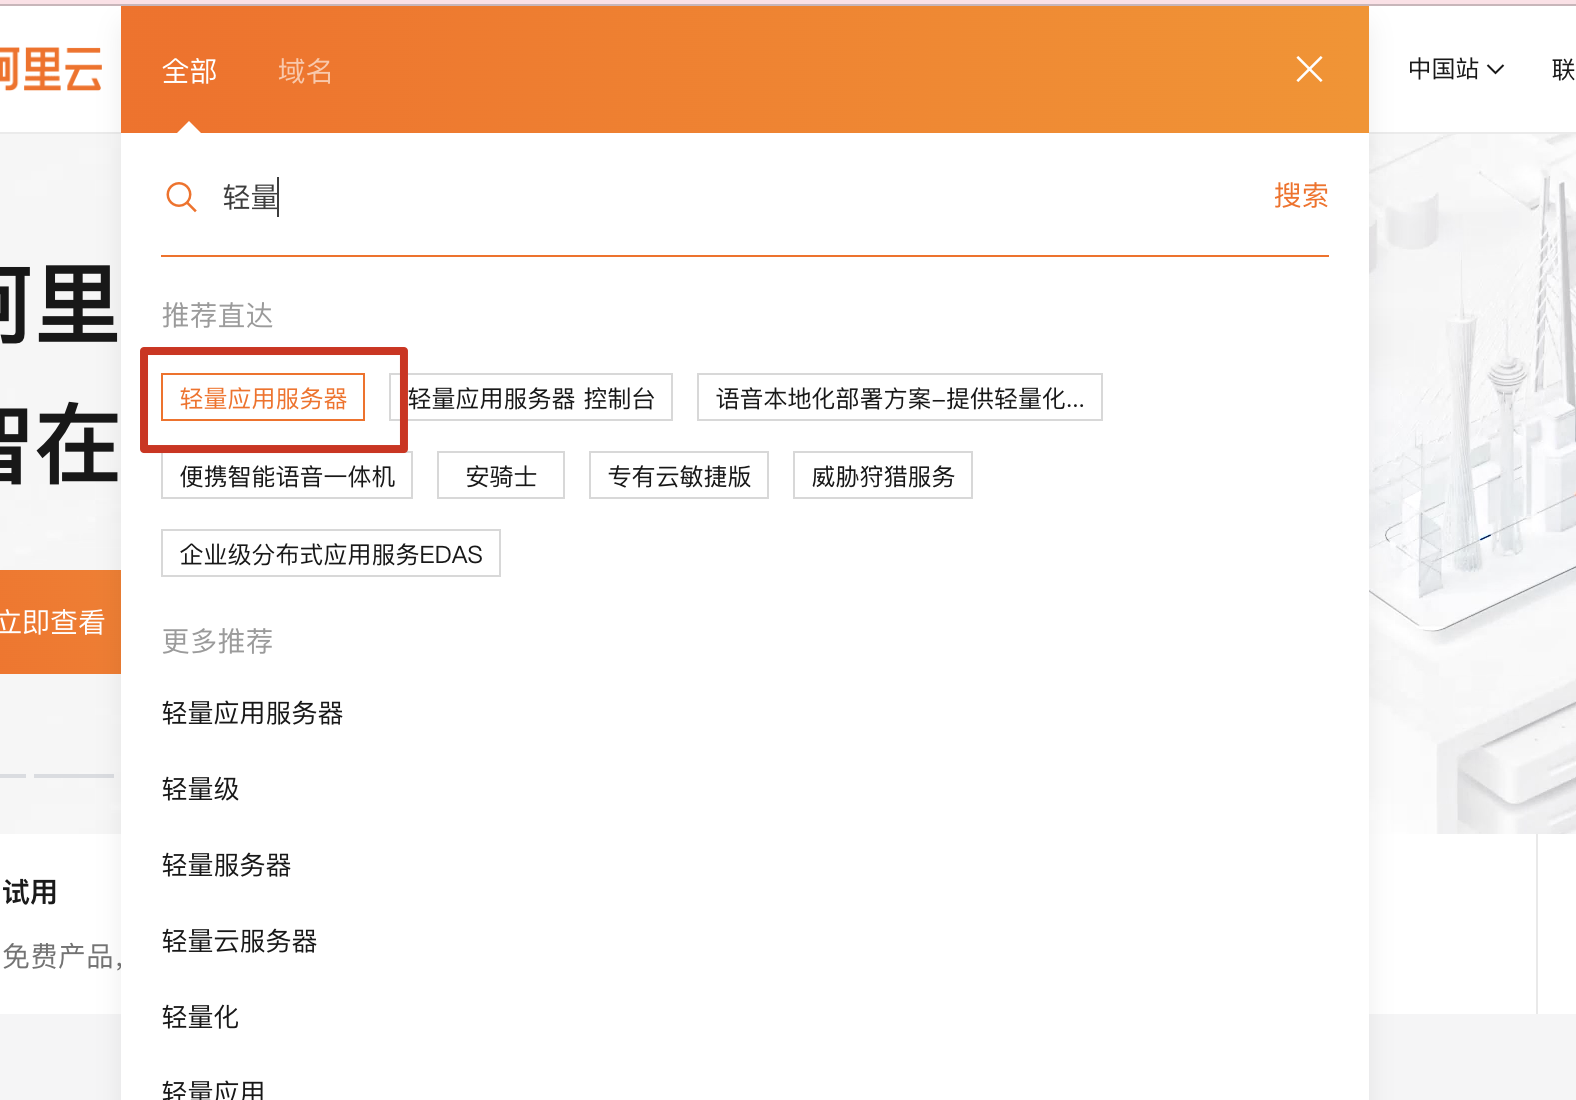 阿里云
全部 域名
中国站 联
轻量 搜索
推荐直达
阿里
轻量应用服务器 轻量应用服务器 控制台 语音本地化部署方案-提供轻量化...
智在
便携智能语音一体机 安骑士 专有云敏捷版 威胁狩猎服务
企业级分布式应用服务EDAS
立即查看
更多推荐
轻量应用服务器
轻量级
轻量服务器
试用
轻量云服务器
免费产品，
轻量化
轻量应用